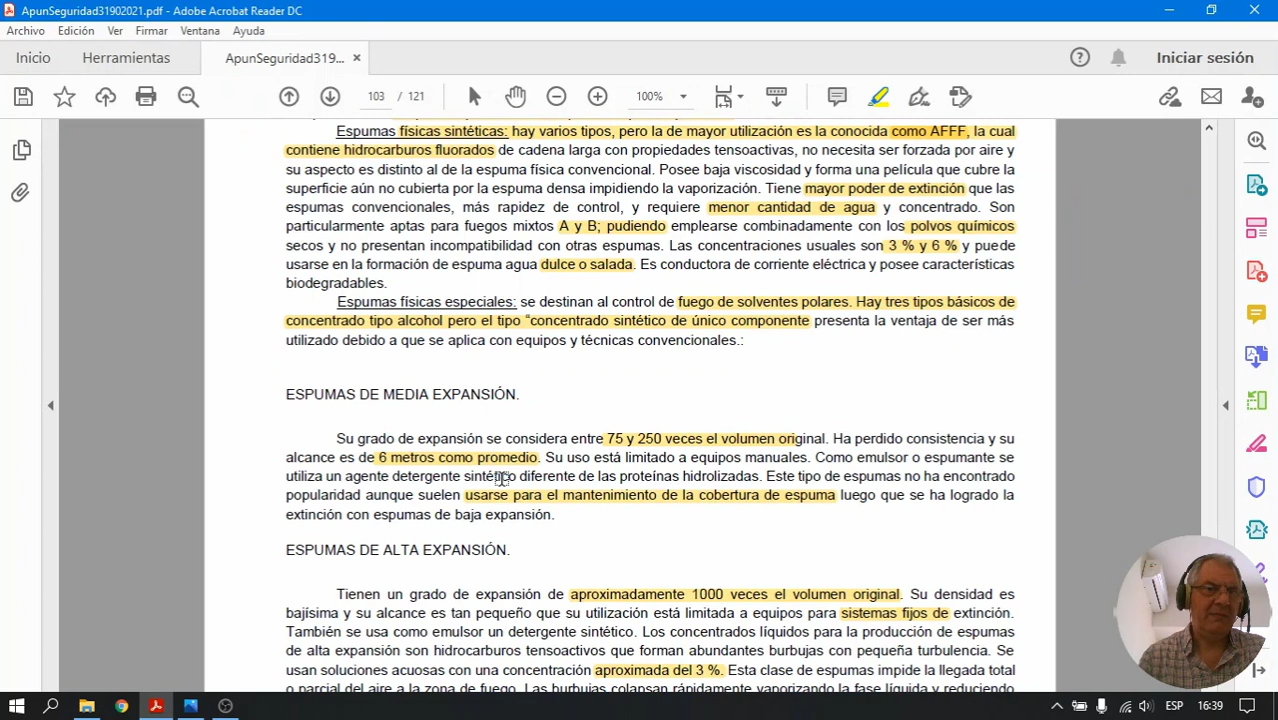 ApunSeguridad31902021.pdf - Adobe Acrobat Reader DC
Archivo Edición Ver Firmar Ventana Ayuda
Inicio Herramientas ApunSeguridad319... × Iniciar sesión
103 / 121 100%
Espumas físicas sintéticas: hay varios tipos, pero la de mayor utilización es la conocida como AFFF, la cual
contiene hidrocarburos fluorados de cadena larga con propiedades tensoactivas, no necesita ser forzada por aire y
su aspecto es distinto al de la espuma física convencional. Posee baja viscosidad y forma una película que cubre la
superficie aún no cubierta por la espuma densa impidiendo la vaporización. Tiene mayor poder de extinción que las
espumas convencionales, más rapidez de control, y requiere menor cantidad de agua y concentrado. Son
particularmente aptas para fuegos mixtos A y B; pudiendo emplearse combinadamente con los polvos químicos
secos y no presentan incompatibilidad con otras espumas. Las concentraciones usuales son 3 % y 6 % y puede
usarse en la formación de espuma agua dulce o salada. Es conductora de corriente eléctrica y posee características
biodegradables.
Espumas físicas especiales: se destinan al control de fuego de solventes polares. Hay tres tipos básicos de
concentrado tipo alcohol pero el tipo “concentrado sintético de único componente presenta la ventaja de ser más
utilizado debido a que se aplica con equipos y técnicas convencionales.:
ESPUMAS DE MEDIA EXPANSIÓN.
Su grado de expansión se considera entre 75 y 250 veces el volumen original. Ha perdido consistencia y su
alcance es de 6 metros como promedio. Su uso está limitado a equipos manuales. Como emulsor o espumante se
utiliza un agente detergente sintético diferente de las proteínas hidrolizadas. Este tipo de espumas no ha encontrado
popularidad aunque suelen usarse para el mantenimiento de la cobertura de espuma luego que se ha logrado la
extinción con espumas de baja expansión.
ESPUMAS DE ALTA EXPANSIÓN.
Tienen un grado de expansión de aproximadamente 1000 veces el volumen original. Su densidad es
bajísima y su alcance es tan pequeño que su utilización está limitada a equipos para sistemas fijos de extinción.
También se usa como emulsor un detergente sintético. Los concentrados líquidos para la producción de espumas
de alta expansión son hidrocarburos tensoactivos que forman abundantes burbujas con pequeña turbulencia. Se
usan soluciones acuosas con una concentración aproximada del 3 %. Esta clase de espumas impide la llegada total
o parcial del aire a la zona de fuego. Las burbujas colapsan rápidamente vaporizando la fase líquida y reduciendo
ESP 16:39